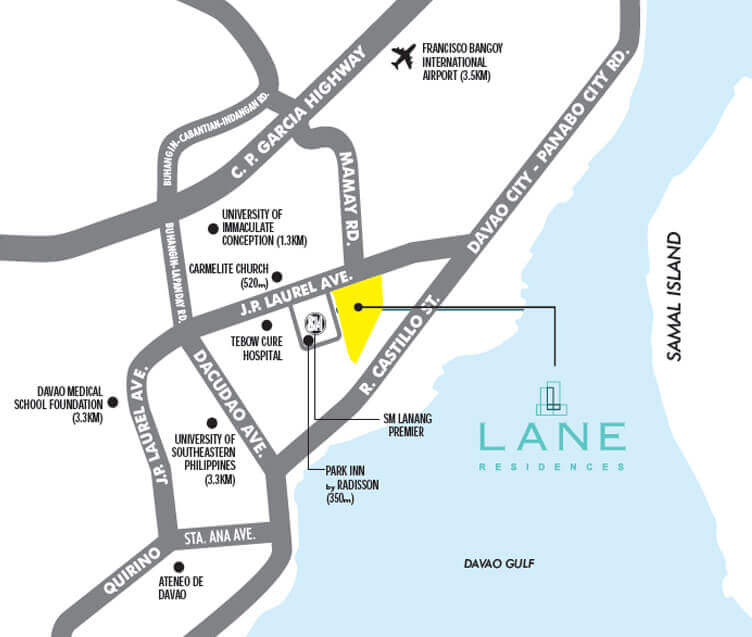 FRANCISCO BANGOY
INTERNATIONAL
AIRPORT (3.5KM)
BUHANGIN-CABANTIAN-INDANGAN RD.
C. P. GARCIA HIGHWAY
MAMAY RD.
DAVAO CITY - PANABO CITY RD.
UNIVERSITY OF
IMMACULATE
CONCEPTION (1.3KM)
BUHANGIN-LAPANDAY RD.
CARMELITE CHURCH
(520m)
J.P. LAUREL AVE.
SAMAL ISLAND
SM
TEBOW CURE
HOSPITAL
R. CASTILLO ST.
DACUDAO AVE.
J.P. LAUREL AVE.
DAVAO MEDICAL
SCHOOL FOUNDATION
(3.3KM)
SM LANANG
PREMIER
LANE
RESIDENCES
UNIVERSITY OF
SOUTHEASTERN
PHILIPPINES
(3.3KM)
PARK INN
by RADISSON
(350m)
STA. ANA AVE.
QUIRINO
ATENEO DE
DAVAO
DAVAO GULF